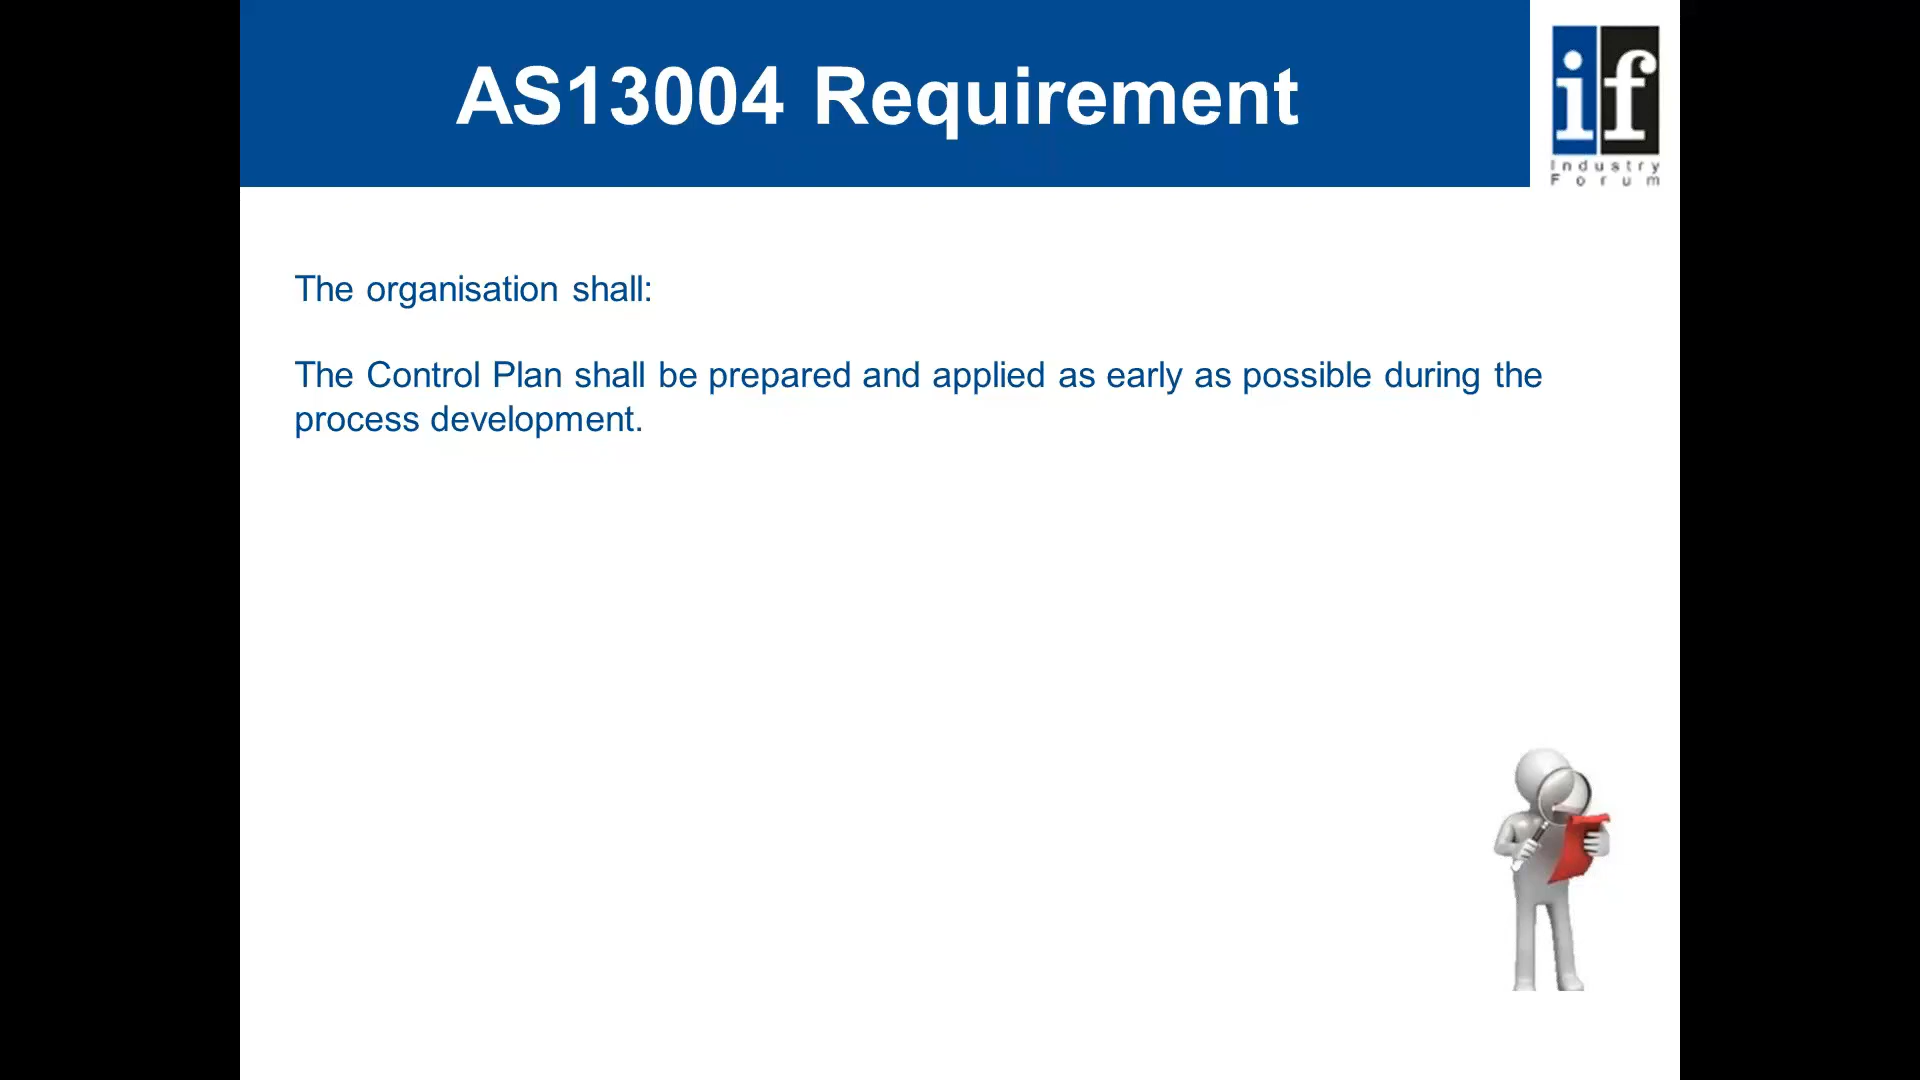 AS13004 Requirement
if
Industry
Forum
The organisation shall:
The Control Plan shall be prepared and applied as early as possible during the
process development.